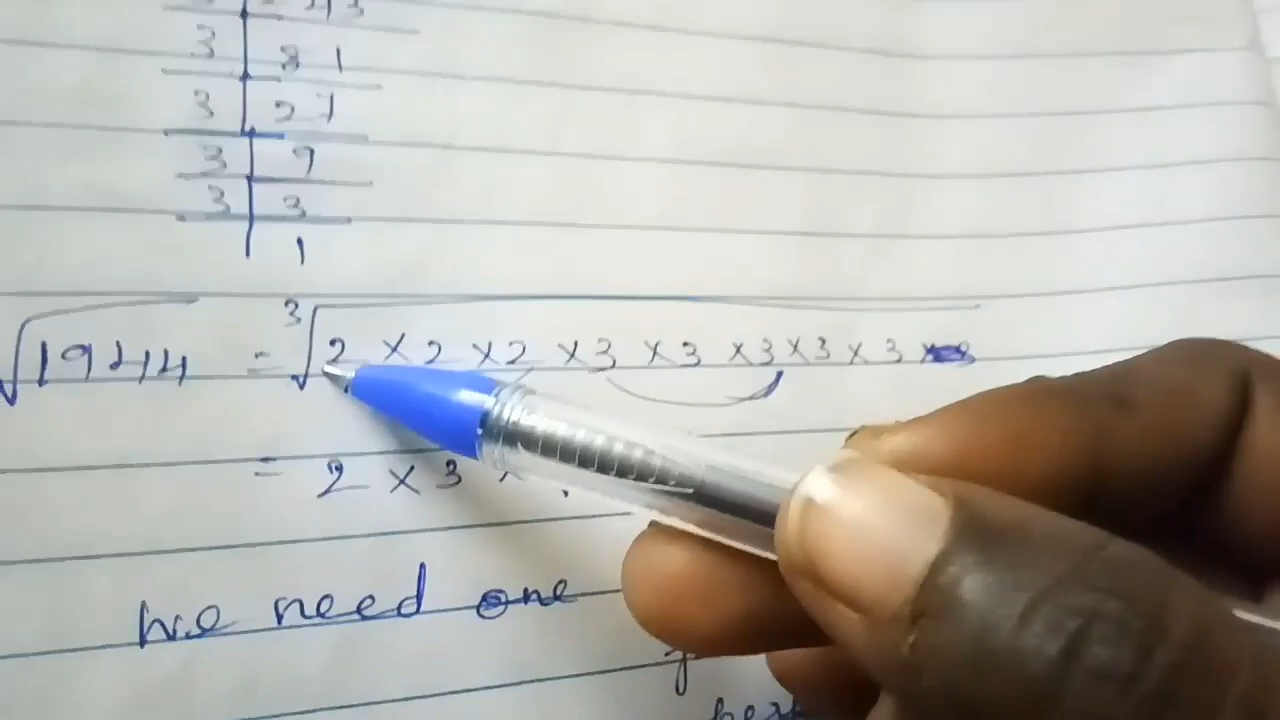 3 81
3 27
3 9
3 3
1
√1944 = ³√2 × 2 × 2 × 3 × 3 × 3 × 3 × 3
= 2 × 3 ×
We need one